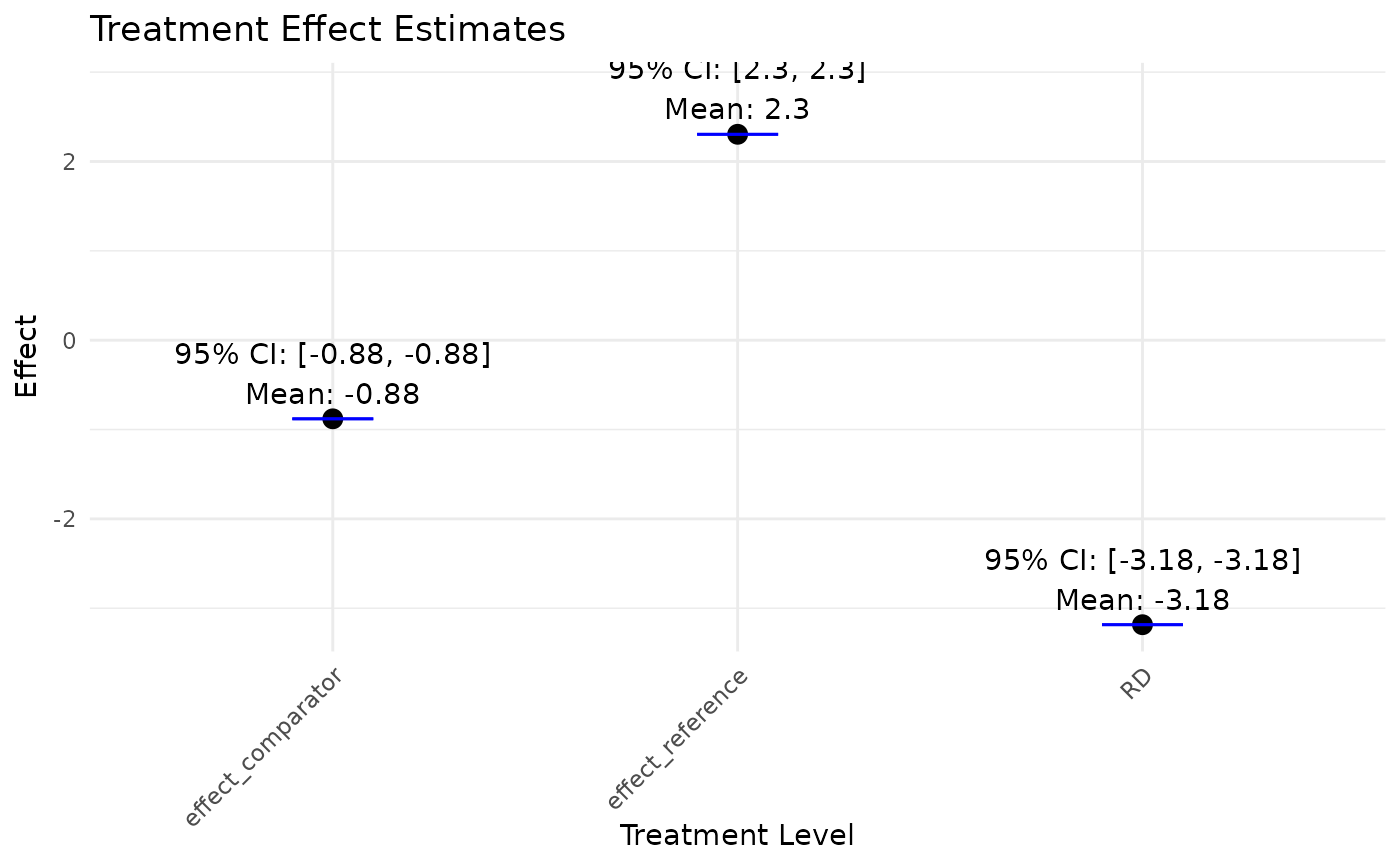 Treatment Effect Estimates
95% CI: [2.3, 2.3]
Mean: 2.3
2
Effect
0
95% CI: [-0.88, -0.88]
Mean: -0.88
-2
95% CI: [-3.18, -3.18]
Mean: -3.18
effect_comparator
effect_reference
RD
Treatment Level